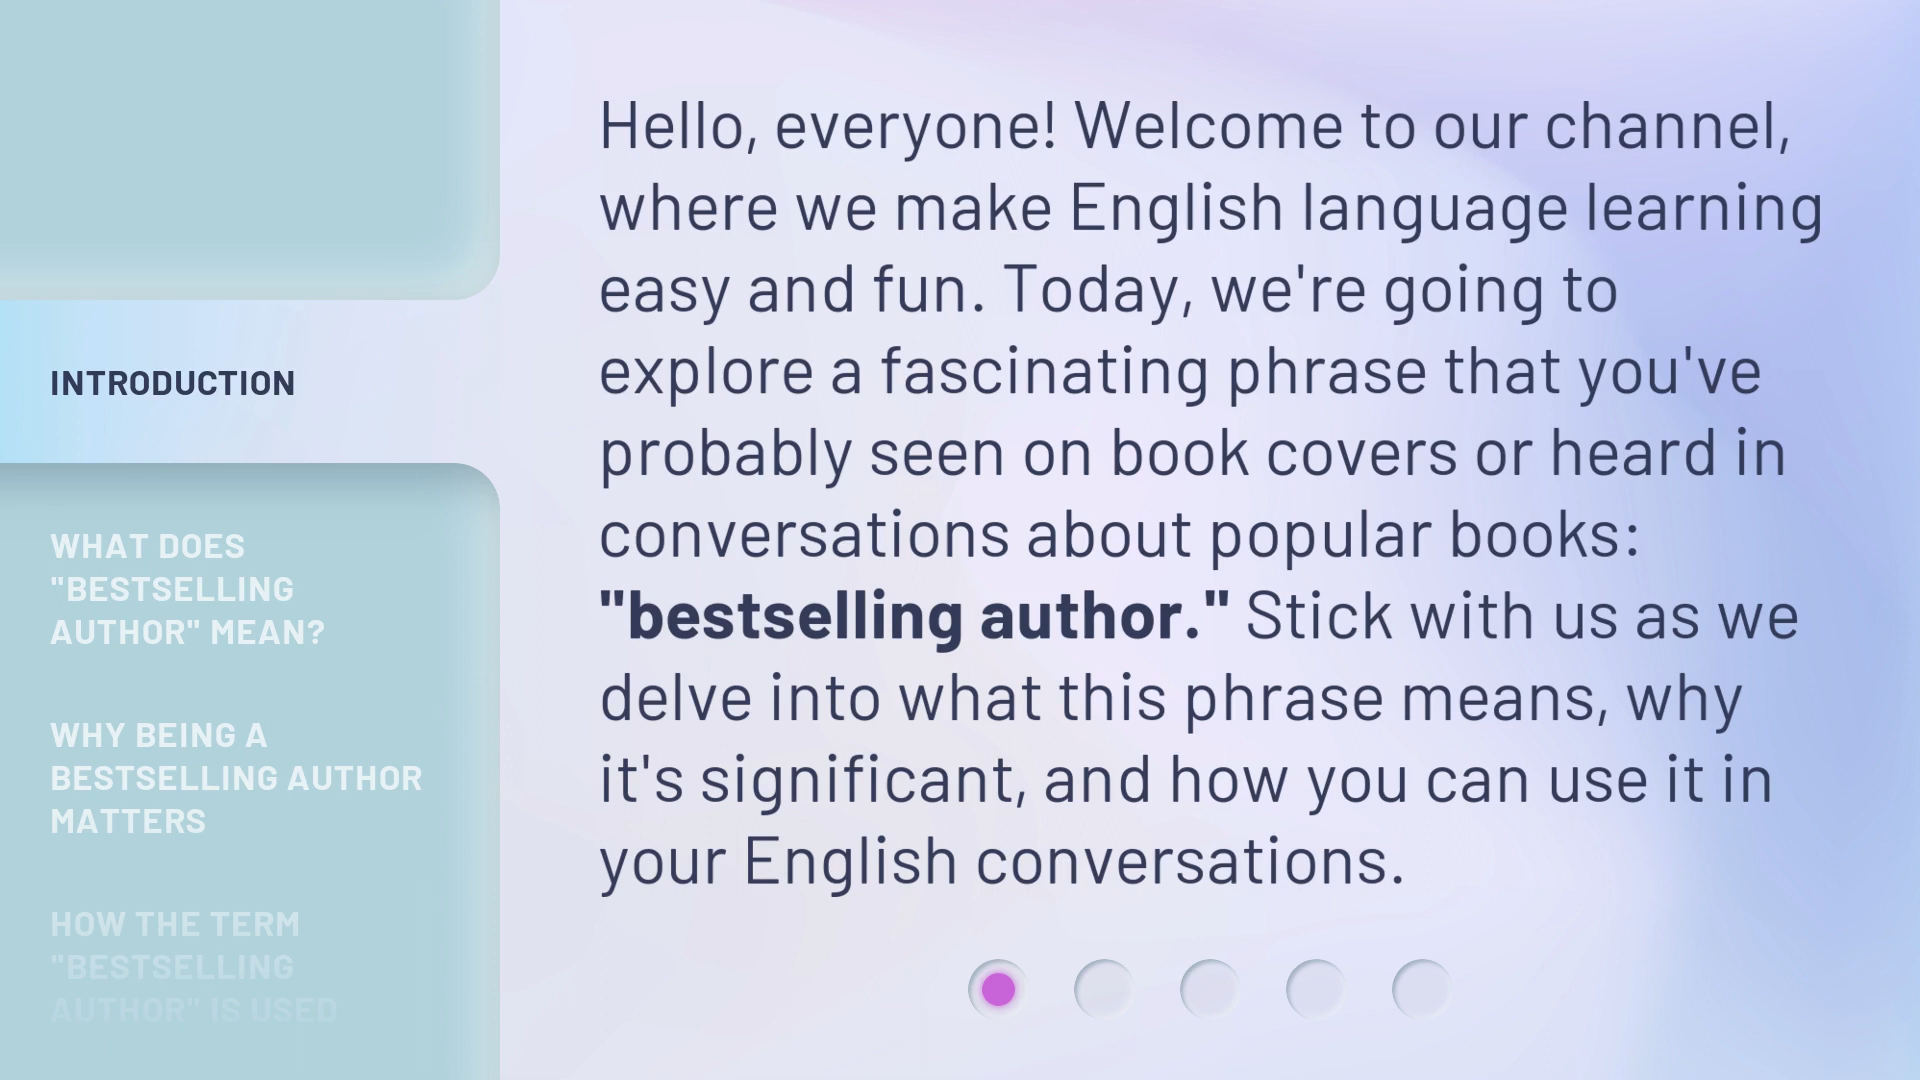 INTRODUCTION
WHAT DOES
"BESTSELLING
AUTHOR" MEAN?
WHY BEING A
BESTSELLING AUTHOR
MATTERS
HOW THE TERM
"BESTSELLING
AUTHOR" IS USED
Hello, everyone! Welcome to our channel,
where we make English language learning
easy and fun. Today, we're going to
explore a fascinating phrase that you've
probably seen on book covers or heard in
conversations about popular books:
"bestselling author." Stick with us as we
delve into what this phrase means, why
it's significant, and how you can use it in
your English conversations.